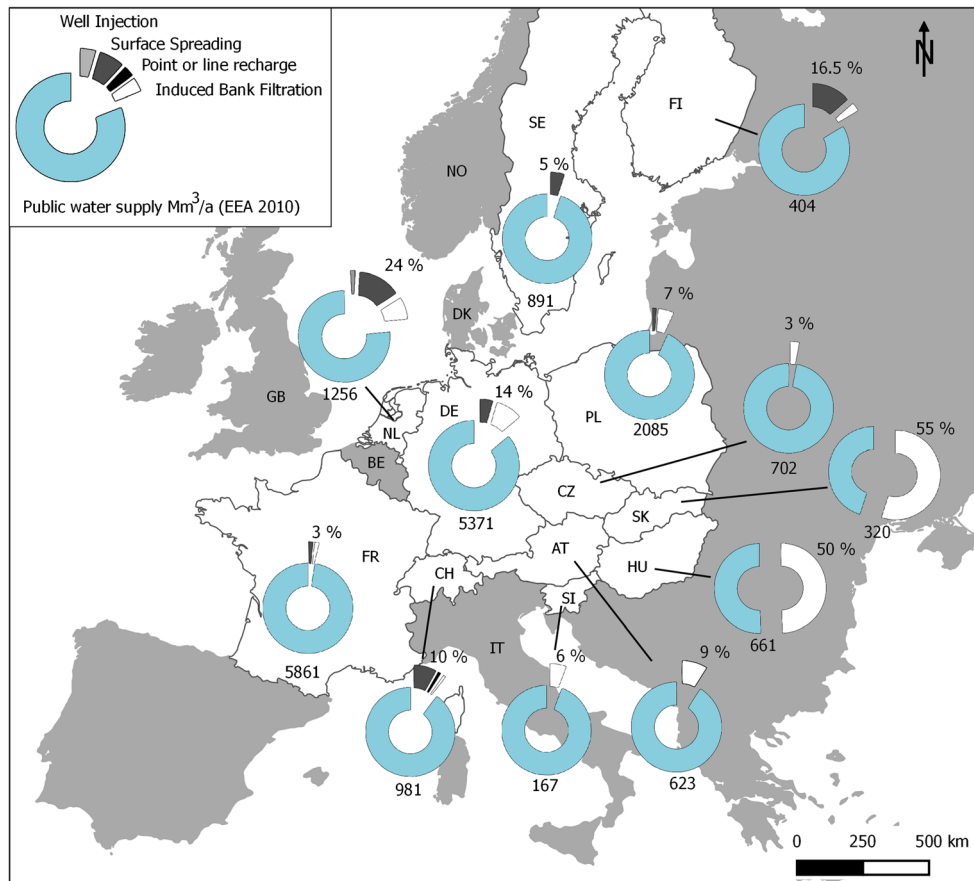 Well Injection
Surface Spreading
Point or line recharge
Induced Bank Filtration
Public water supply Mm³/a (EEA 2010)
N
16.5 %
FI
404
SE
NO
5 %
891
24 %
1256
DK
7 %
2085
3 %
702
GB
NL
DE
14 %
5371
PL
BE
CZ
55 %
320
SK
FR
3 %
5861
CH
AT
HU
50 %
661
SI
IT
10 %
981
6 %
167
9 %
623
0 250 500 km